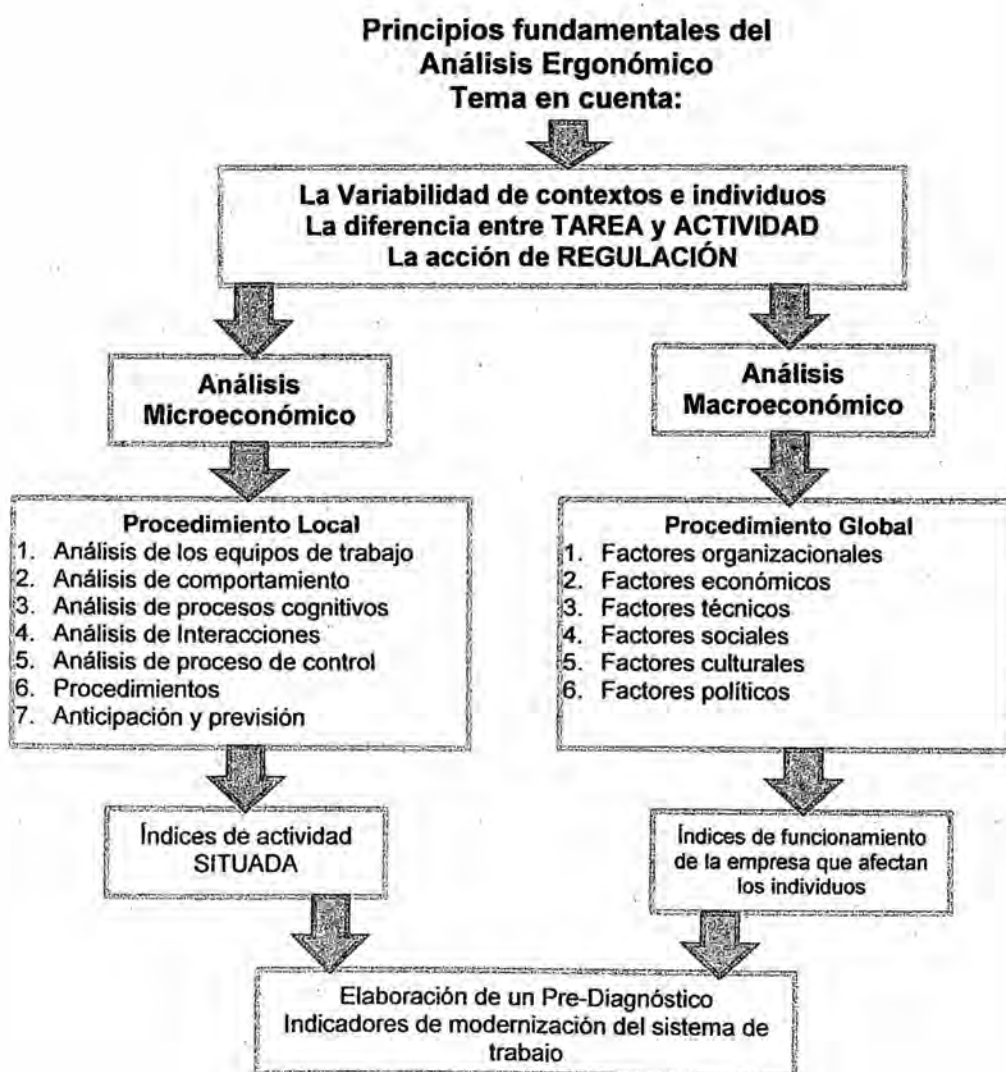 Principios fundamentales del
Análisis Ergonómico
Tema en cuenta:
La Variabilidad de contextos e individuos
La diferencia entre TAREA y ACTIVIDAD
La acción de REGULACIÓN
Análisis
Microeconómico
Análisis
Macroeconómico
Procedimiento Local
1. Análisis de los equipos de trabajo
2. Análisis de comportamiento
3. Análisis de procesos cognitivos
4. Análisis de Interacciones
5. Análisis de proceso de control
6. Procedimientos
7. Anticipación y previsión
Procedimiento Global
1. Factores organizacionales
2. Factores económicos
3. Factores técnicos
4. Factores sociales
5. Factores culturales
6. Factores políticos
Índices de actividad
SITUADA
Índices de funcionamiento
de la empresa que afectan
los individuos
Elaboración de un Pre-Diagnóstico
Indicadores de modernización del sistema de
trabajo